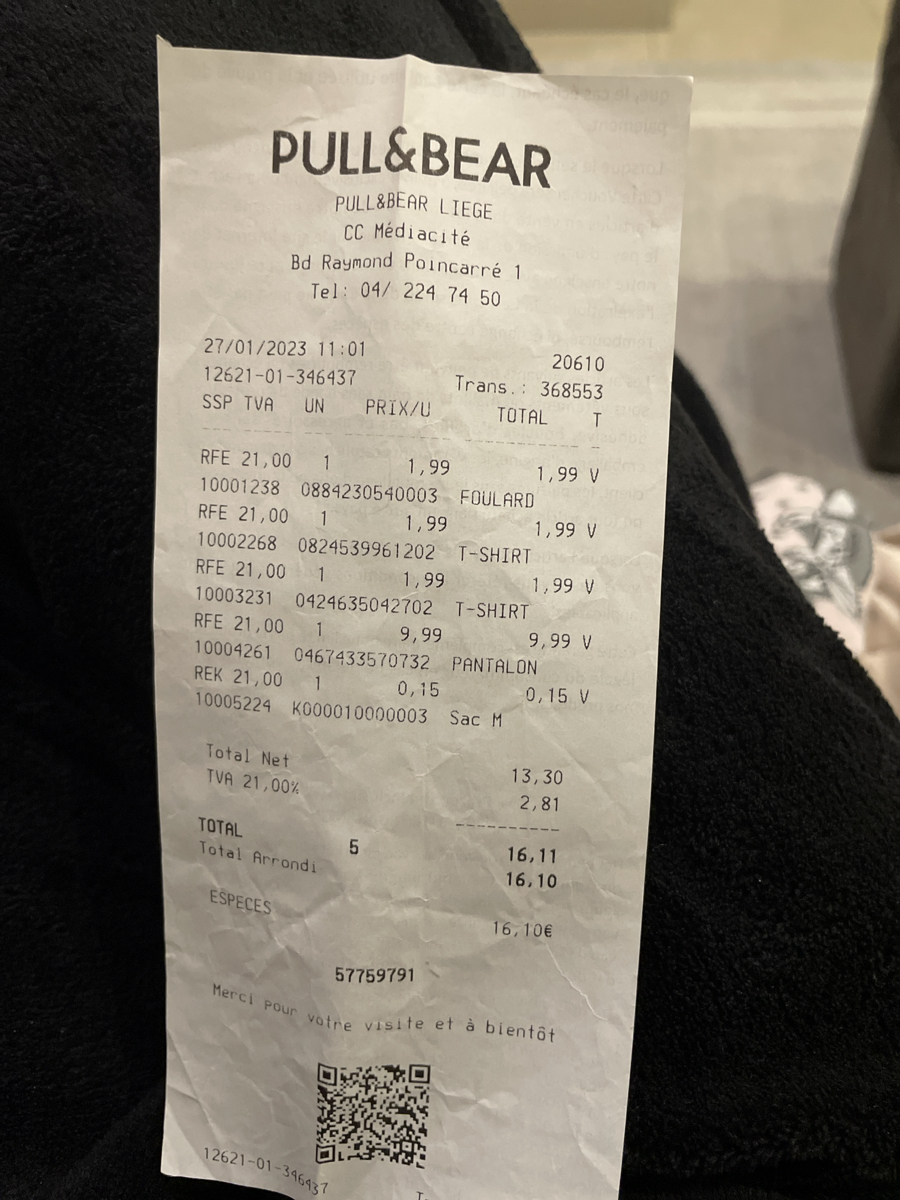 PULL&BEAR
PULL&BEAR LIEGE
CC Médiacité
Bd Raymond Poincarré 1
Tel: 04/ 224 74 50
27/01/2023 11:01 20610
12621-01-346437 Trans.: 368553
SSP TVA UN PRIX/U TOTAL T
RFE 21,00 1 1,99 1,99 V
10001238 0884230540003 FOULARD
RFE 21,00 1 1,99 1,99 V
10002268 0824539961202 T-SHIRT
RFE 21,00 1 1,99 1,99 V
10003231 0424635042702 T-SHIRT
RFE 21,00 1 9,99 9,99 V
10004261 0467433570732 PANTALON
REK 21,00 1 0,15 0,15 V
10005224 K000010000003 Sac M
Total Net 13,30
TVA 21,00% 2,81
TOTAL 5 16,11
Total Arrondi 16,10
ESPECES 16,10€
57759791
Merci pour votre visite et à bientôt
12621-01-346437